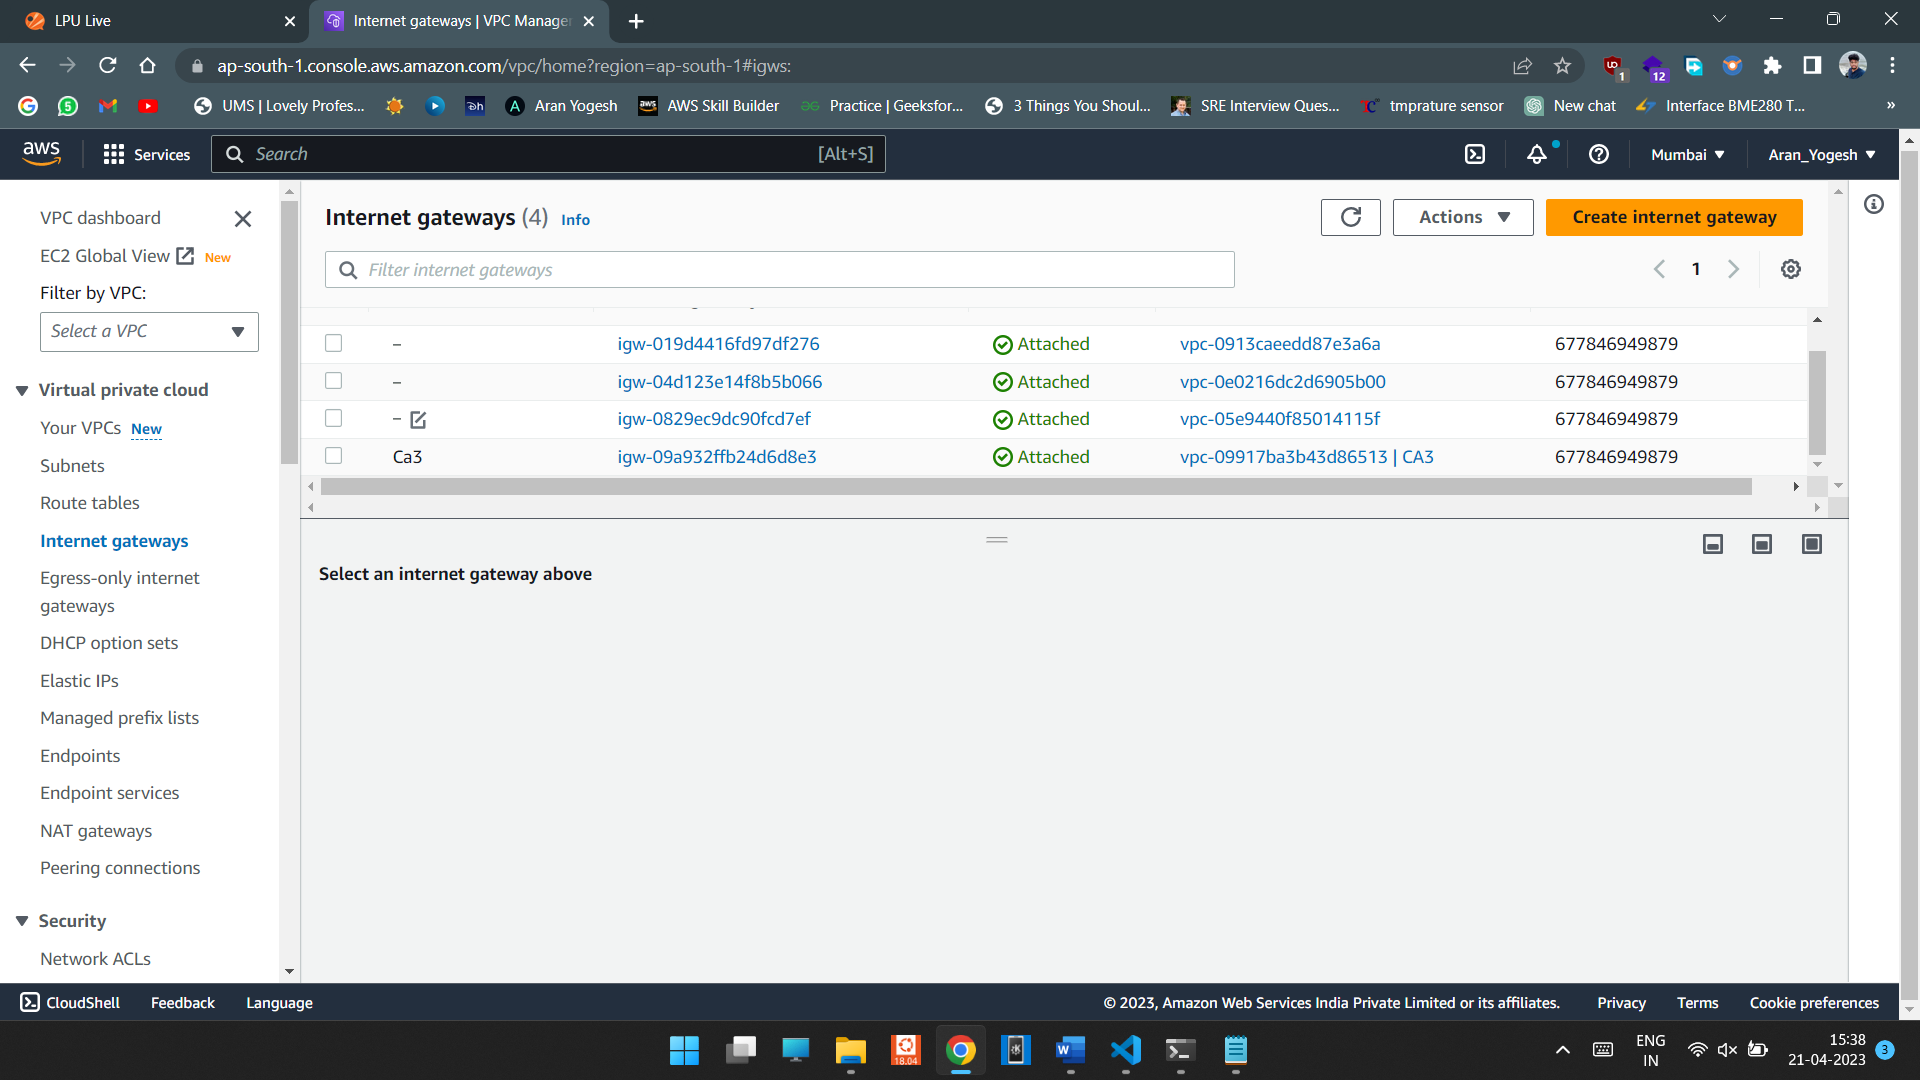 LPU Live
Internet gateways | VPC Manager
ap-south-1.console.aws.amazon.com/vpc/home?region=ap-south-1#igws:
1
12
UMS | Lovely Profes...
Dh
A
Aran Yogesh
aws
AWS Skill Builder
Practice | Geeksfor...
3 Things You Shoul...
SRE Interview Ques...
tmprature sensor
New chat
Interface BME280 T...
»
aws
Services
Search
[Alt+S]
Mumbai
Aran_Yogesh
VPC dashboard
EC2 Global View
New
Filter by VPC:
Select a VPC
Virtual private cloud
Your VPCs
New
Subnets
Route tables
Internet gateways
Egress-only internet
gateways
DHCP option sets
Elastic IPs
Managed prefix lists
Endpoints
Endpoint services
NAT gateways
Peering connections
Security
Network ACLs
Internet gateways (4)
Info
Actions
Create internet gateway
Filter internet gateways
1
– igw-019d4416fd97df276 Attached vpc-0913caeedd87e3a6a 677846949879
– igw-04d123e14f8b5b066 Attached vpc-0e0216dc2d6905b00 677846949879
– igw-0829ec9dc90fcd7ef Attached vpc-05e9440f85014115f 677846949879
Ca3 igw-09a932ffb24d6d8e3 Attached vpc-09917ba3b43d86513 | CA3 677846949879
Select an internet gateway above
CloudShell
Feedback
Language
© 2023, Amazon Web Services India Private Limited or its affiliates.
Privacy
Terms
Cookie preferences
18.04
W
ENG
IN
15:38
21-04-2023
3